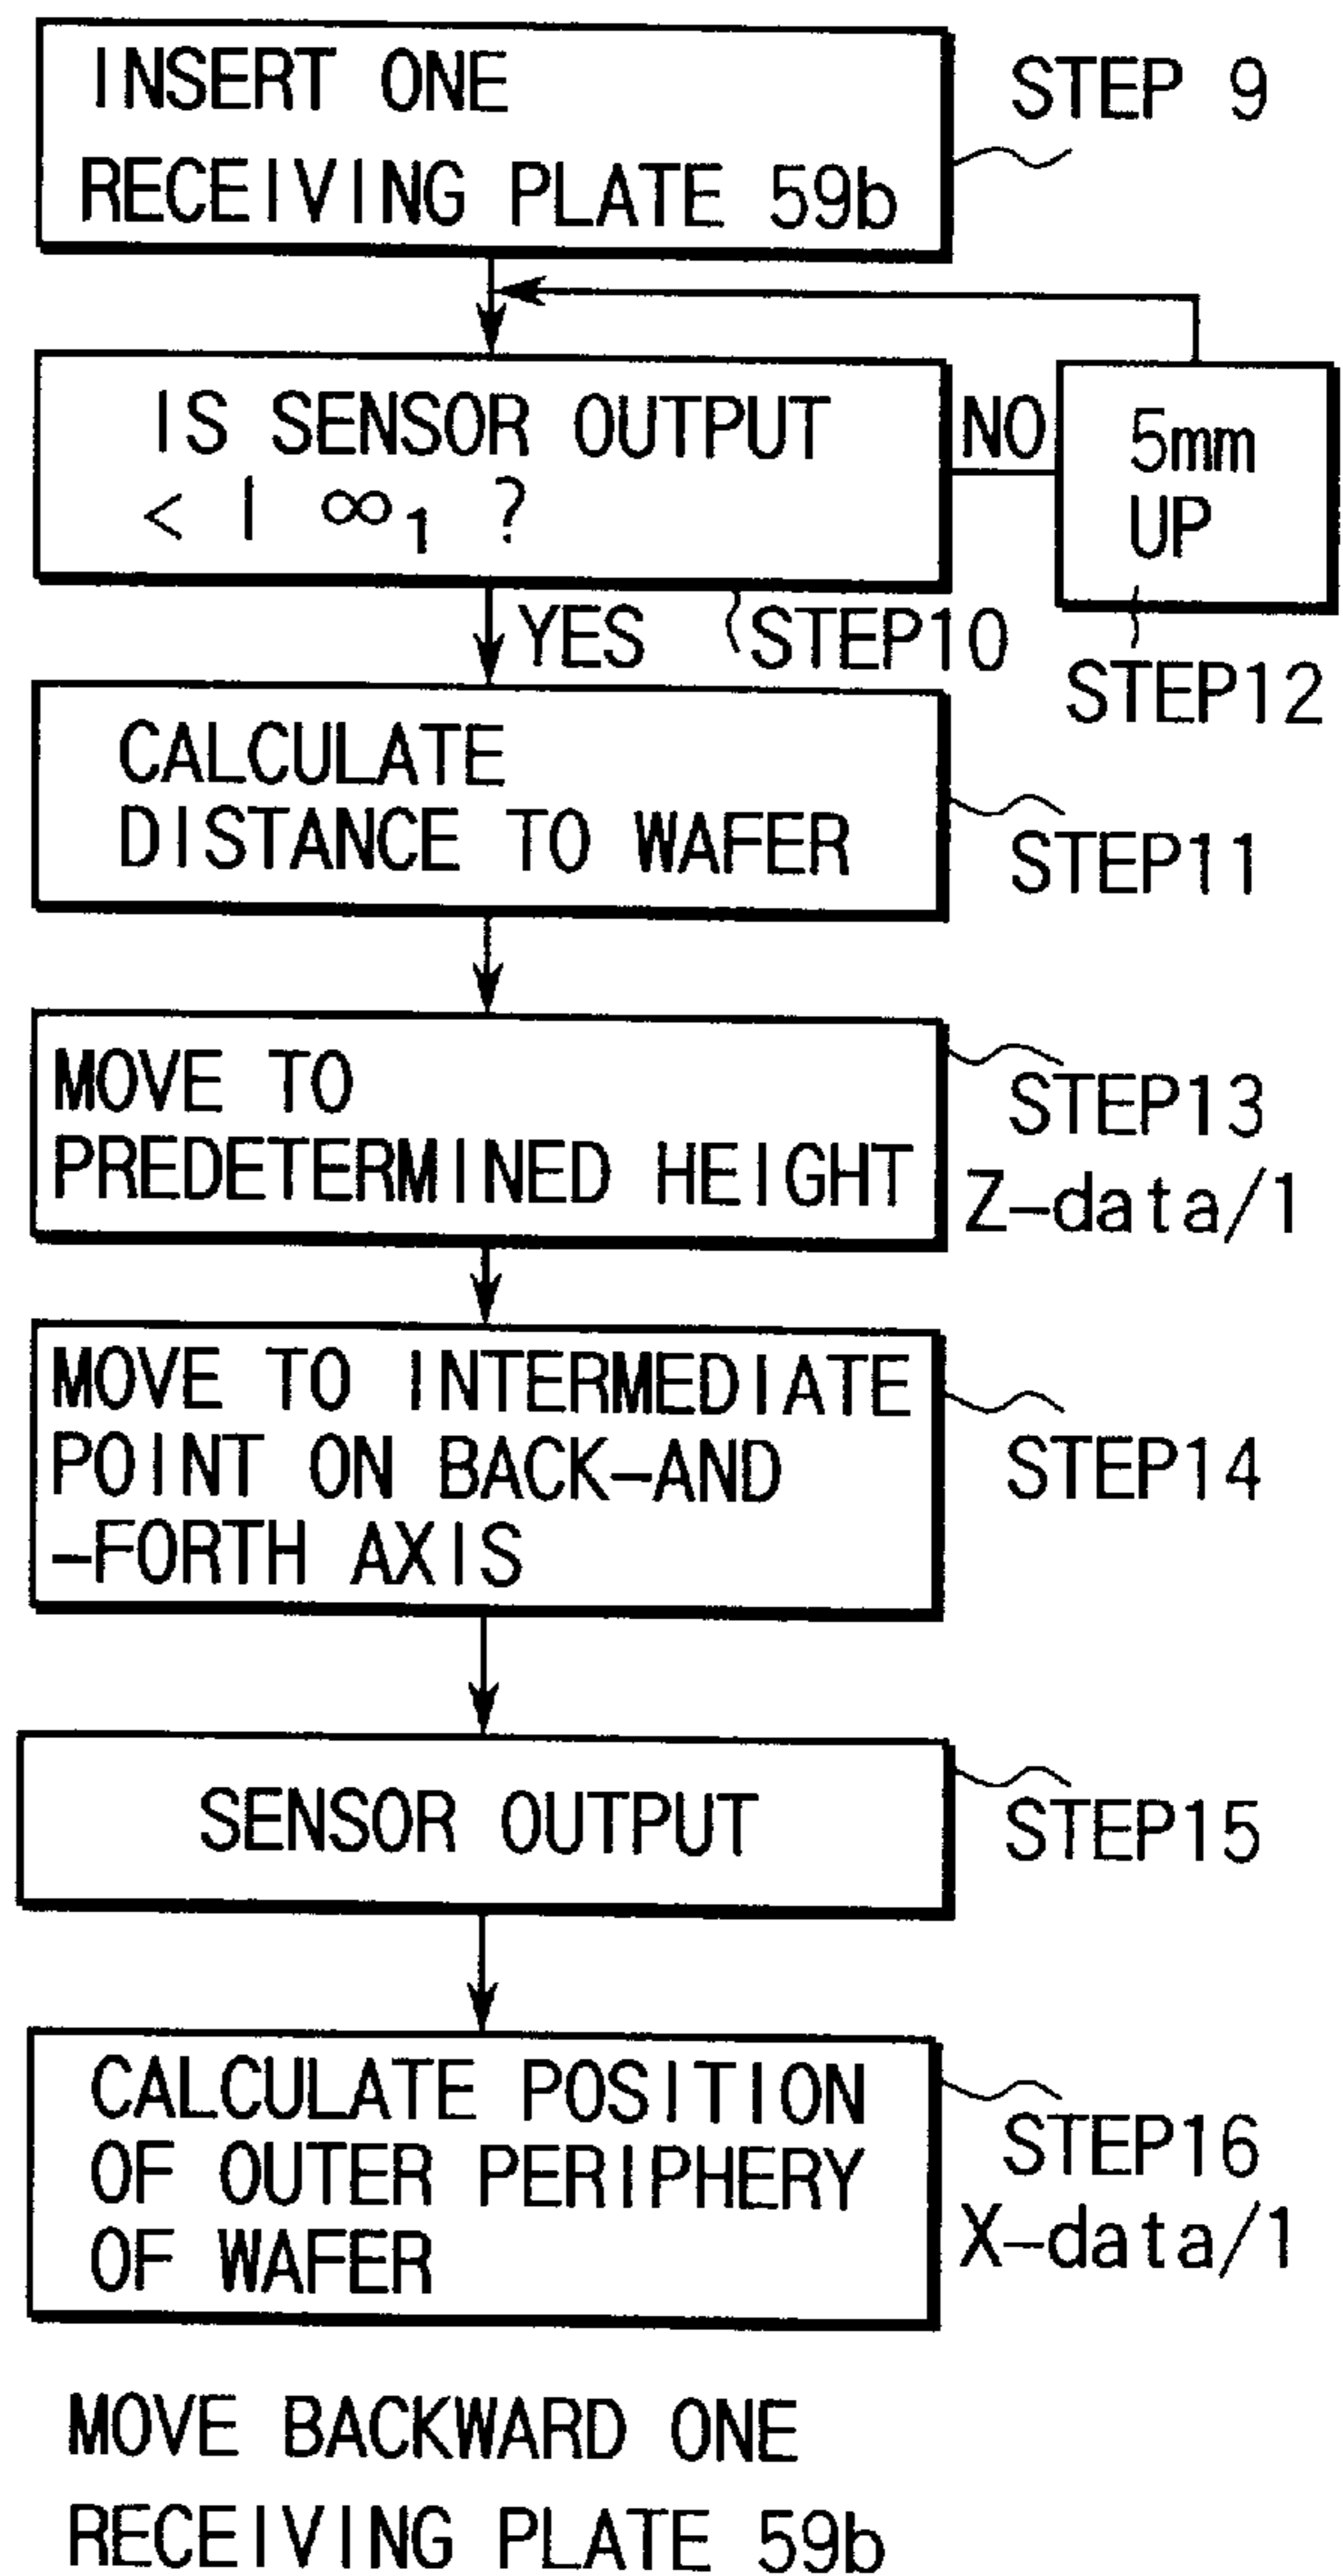 INSERT ONE
RECEIVING PLATE 59b
STEP 9
IS SENSOR OUTPUT
< | ∞₁ ?
NO
5mm
UP
YES
STEP10
STEP12
CALCULATE
DISTANCE TO WAFER
STEP11
MOVE TO
PREDETERMINED HEIGHT
STEP13
Z-data/1
MOVE TO INTERMEDIATE
POINT ON BACK-AND
-FORTH AXIS
STEP14
SENSOR OUTPUT
STEP15
CALCULATE POSITION
OF OUTER PERIPHERY
OF WAFER
STEP16
X-data/1
MOVE BACKWARD ONE
RECEIVING PLATE 59b